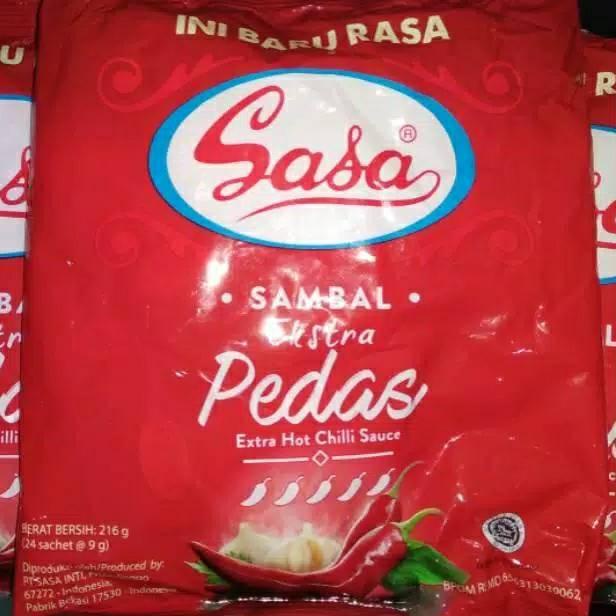 INI BARU RASA
Sasa®
• SAMBAL •
Ekstra
Pedas
Extra Hot Chilli Sauce
BERAT BERSIH: 216 g
(24 sachet @ 9 g)
Diproduksi oleh/Produced by:
PT SASA INTI,
67272 - Indonesia
Pabrik Bekasi 17530 - Indonesia
BPOM RI MD